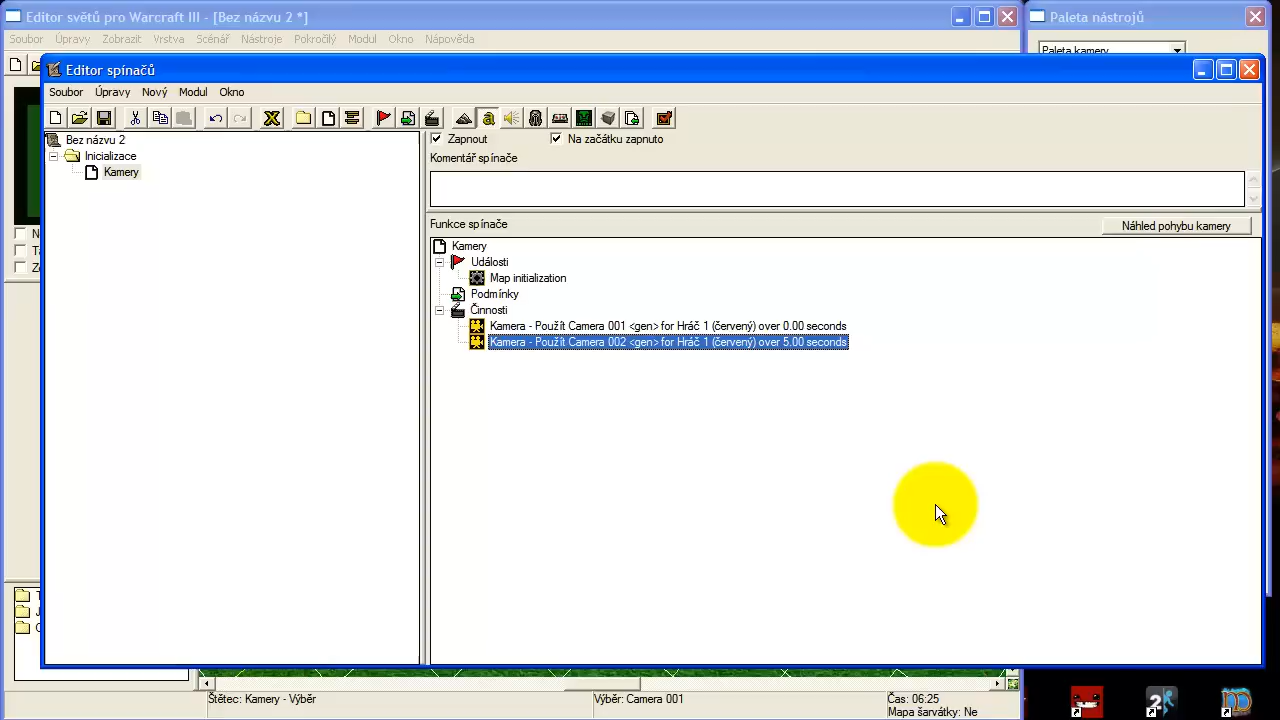 Editor světů pro Warcraft III - [Bez názvu 2 *]
Paleta nástrojů
Soubor Úpravy Zobrazit Vrstva Scénář Nástroje Pokročilý Modul Okno Nápověda
Paleta kamery
Editor spínačů
Soubor Úpravy Nový Modul Okno
Bez názvu 2
Inicializace
Kamery
Zapnout
Na začátku zapnuto
Komentář spínače
Funkce spínače
Náhled pohybu kamery
Kamery
Události
Map initialization
Podmínky
Činnosti
Kamera - Použít Camera 001 <gen> for Hráč 1 (červený) over 0.00 seconds
Kamera - Použít Camera 002 <gen> for Hráč 1 (červený) over 5.00 seconds
Štětec: Kamery - Výběr
Výběr: Camera 001
Čas: 06:25
Mapa šarvátky: Ne